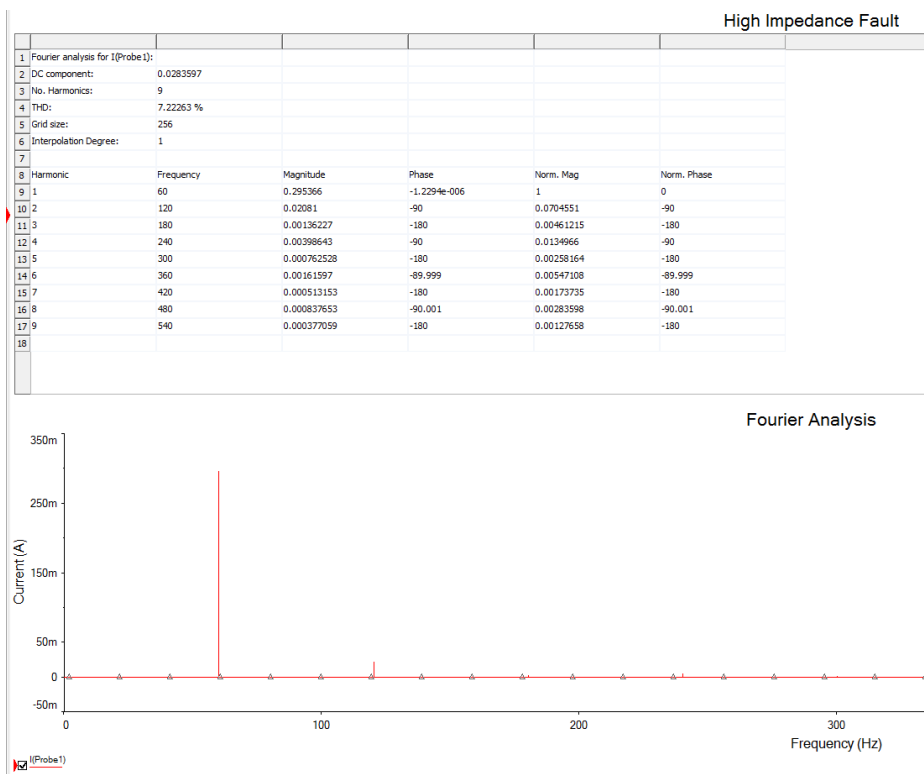 High Impedance Fault
1 Fourier analysis for I(Probe1):
2 DC component: 0.0283597
3 No. Harmonics: 9
4 THD: 7.22263 %
5 Grid size: 256
6 Interpolation Degree: 1
7
8 Harmonic Frequency Magnitude Phase Norm. Mag Norm. Phase
9 1 60 0.295366 -1.2294e-006 1 0
10 2 120 0.02081 -90 0.0704551 -90
11 3 180 0.00136227 -180 0.00461215 -180
12 4 240 0.00398643 -90 0.0134966 -90
13 5 300 0.000762528 -180 0.00258164 -180
14 6 360 0.00161597 -89.999 0.00547108 -89.999
15 7 420 0.000513153 -180 0.00173735 -180
16 8 480 0.000837653 -90.001 0.00283598 -90.001
17 9 540 0.000377059 -180 0.00127658 -180
18
Fourier Analysis
350m
250m
150m
50m
0
-50m
Current (A)
0 100 200 300
Frequency (Hz)
I(Probe1)